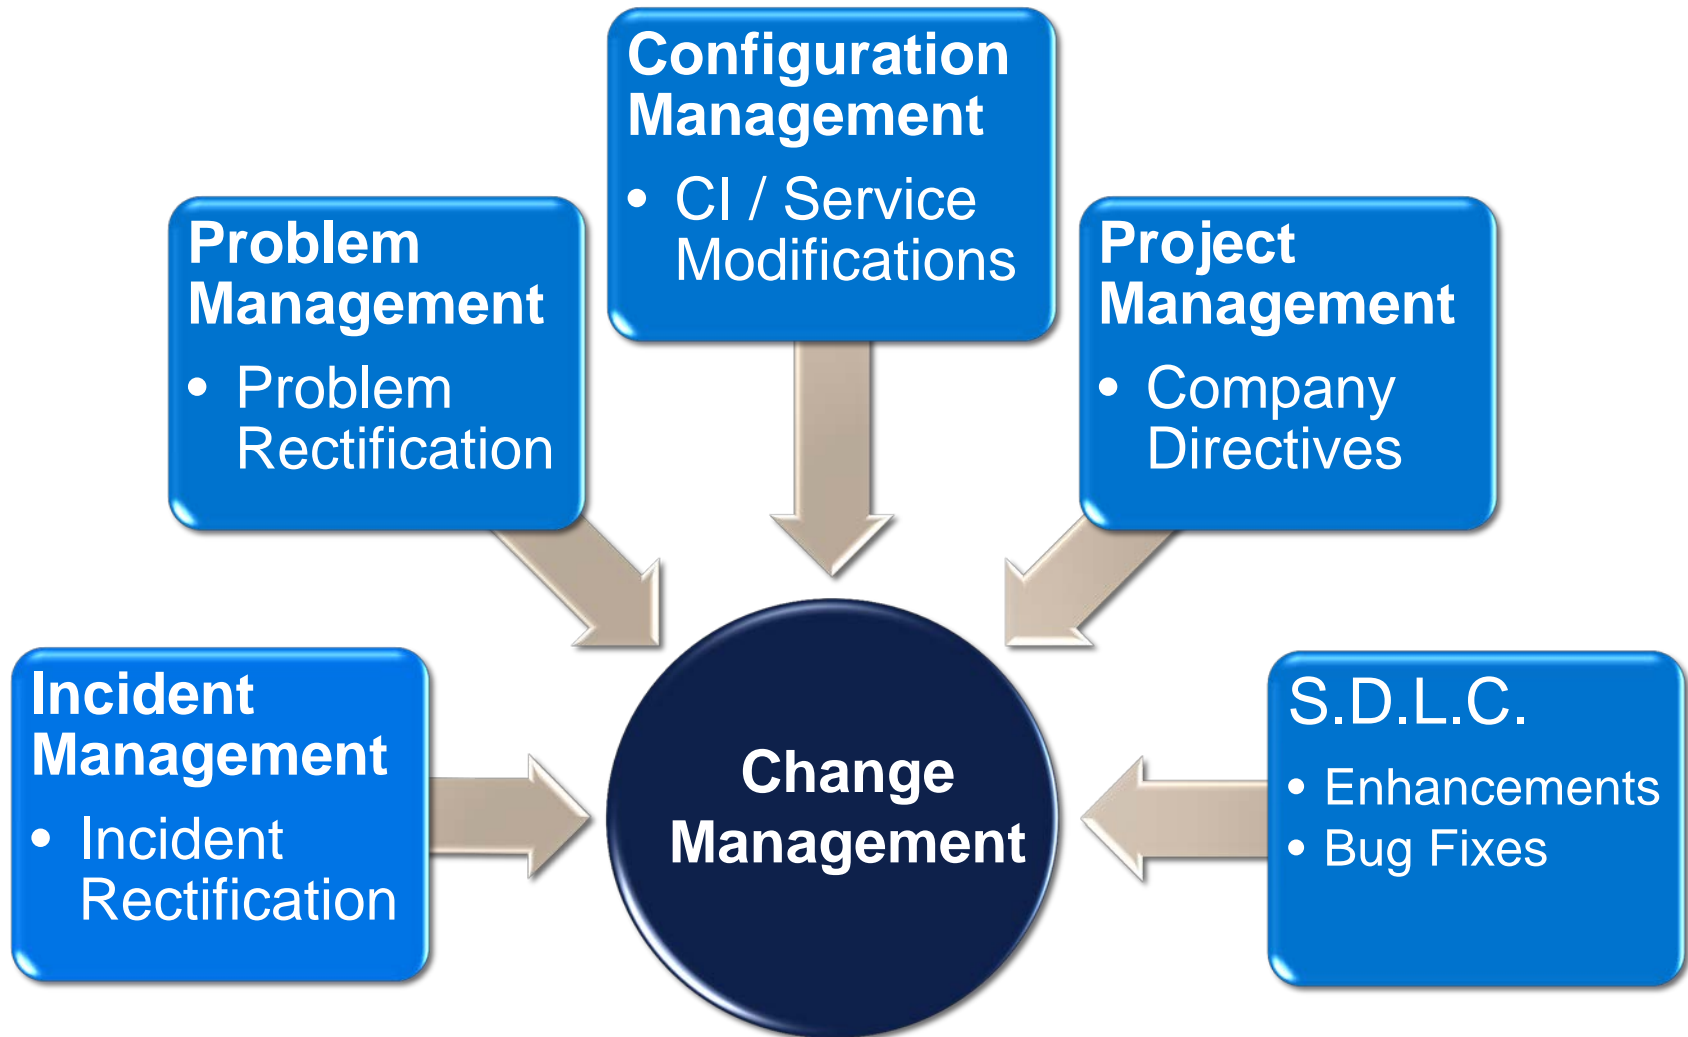 Configuration
Management
• CI / Service
Modifications
Problem
Management
• Problem
Rectification
Project
Management
• Company
Directives
Incident
Management
• Incident
Rectification
Change
Management
S.D.L.C.
• Enhancements
• Bug Fixes